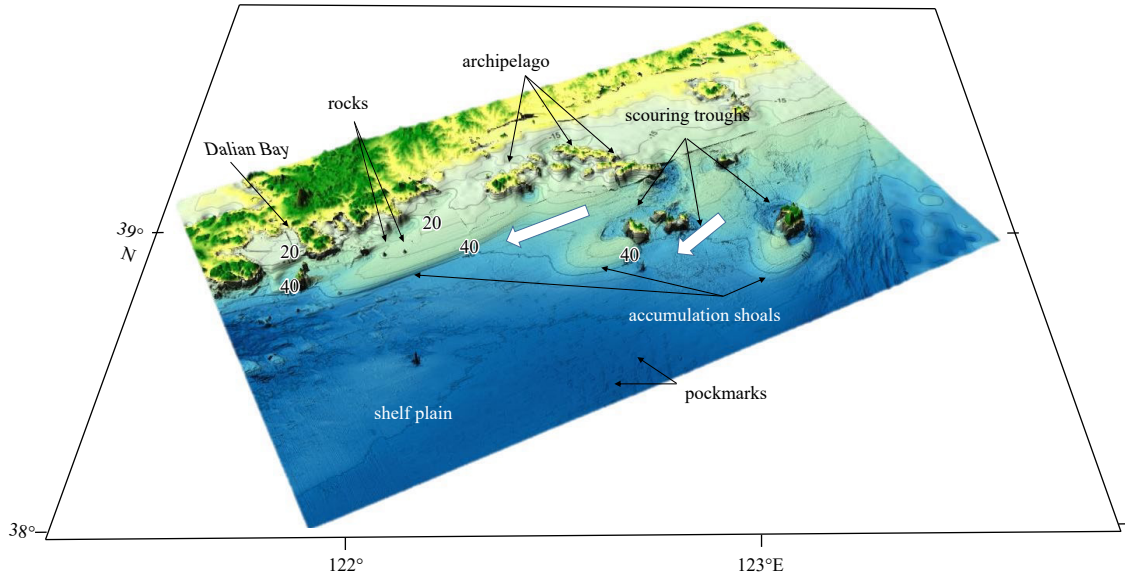 archipelago
rocks
scouring troughs
-15
-15
Dalian Bay
39°
N
20
20
40
40
40
accumulation shoals
pockmarks
shelf plain
38°
122°
123°E